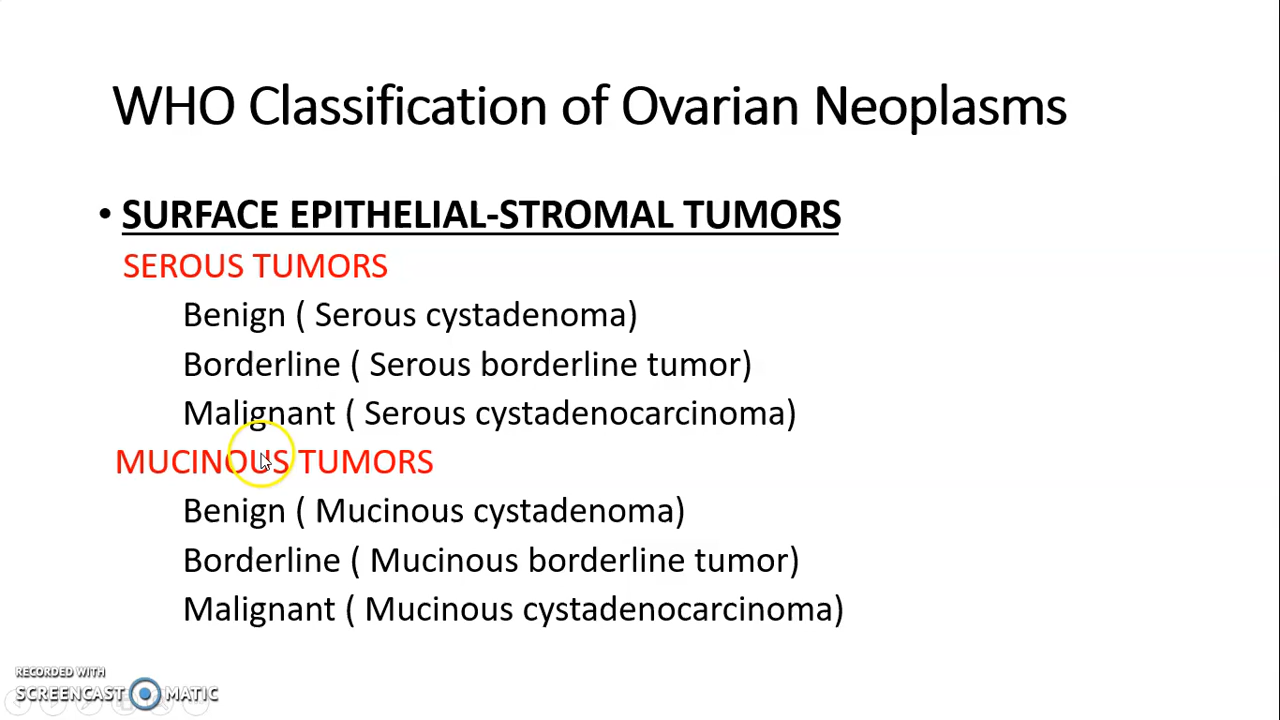 WHO Classification of Ovarian Neoplasms
• SURFACE EPITHELIAL-STROMAL TUMORS
SEROUS TUMORS
Benign ( Serous cystadenoma)
Borderline ( Serous borderline tumor)
Malignant ( Serous cystadenocarcinoma)
MUCINOUS TUMORS
Benign ( Mucinous cystadenoma)
Borderline ( Mucinous borderline tumor)
Malignant ( Mucinous cystadenocarcinoma)
RECORDED WITH
SCREENCAST MATIC